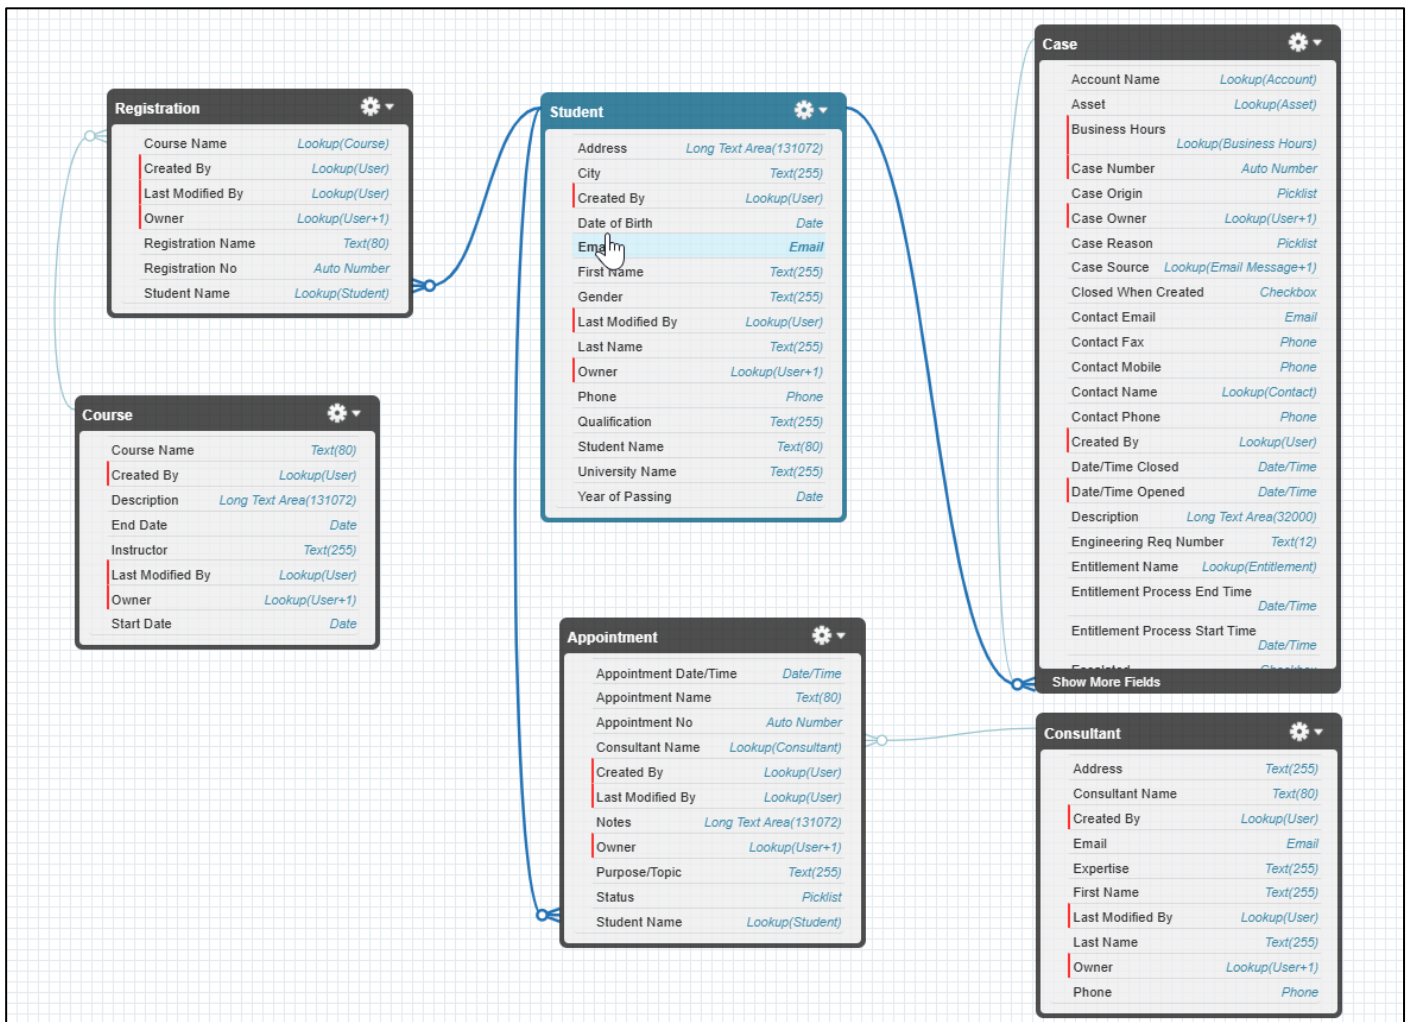 Registration
Course Name Lookup(Course)
Created By Lookup(User)
Last Modified By Lookup(User)
Owner Lookup(User+1)
Registration Name Text(80)
Registration No Auto Number
Student Name Lookup(Student)
Course
Course Name Text(80)
Created By Lookup(User)
Description Long Text Area(131072)
End Date Date
Instructor Text(255)
Last Modified By Lookup(User)
Owner Lookup(User+1)
Start Date Date
Student
Address Long Text Area(131072)
City Text(255)
Created By Lookup(User)
Date of Birth Date
Email Email
First Name Text(255)
Gender Text(255)
Last Modified By Lookup(User)
Last Name Text(255)
Owner Lookup(User+1)
Phone Phone
Qualification Text(255)
Student Name Text(80)
University Name Text(255)
Year of Passing Date
Appointment
Appointment Date/Time Date/Time
Appointment Name Text(80)
Appointment No Auto Number
Consultant Name Lookup(Consultant)
Created By Lookup(User)
Last Modified By Lookup(User)
Notes Long Text Area(131072)
Owner Lookup(User+1)
Purpose/Topic Text(255)
Status Picklist
Student Name Lookup(Student)
Case
Account Name Lookup(Account)
Asset Lookup(Asset)
Business Hours
Lookup(Business Hours)
Case Number Auto Number
Case Origin Picklist
Case Owner Lookup(User+1)
Case Reason Picklist
Case Source Lookup(Email Message+1)
Closed When Created Checkbox
Contact Email Email
Contact Fax Phone
Contact Mobile Phone
Contact Name Lookup(Contact)
Contact Phone Phone
Created By Lookup(User)
Date/Time Closed Date/Time
Date/Time Opened Date/Time
Description Long Text Area(32000)
Engineering Req Number Text(12)
Entitlement Name Lookup(Entitlement)
Entitlement Process End Time
Date/Time
Entitlement Process Start Time
Date/Time
Show More Fields
Consultant
Address Text(255)
Consultant Name Text(80)
Created By Lookup(User)
Email Email
Expertise Text(255)
First Name Text(255)
Last Modified By Lookup(User)
Last Name Text(255)
Owner Lookup(User+1)
Phone Phone